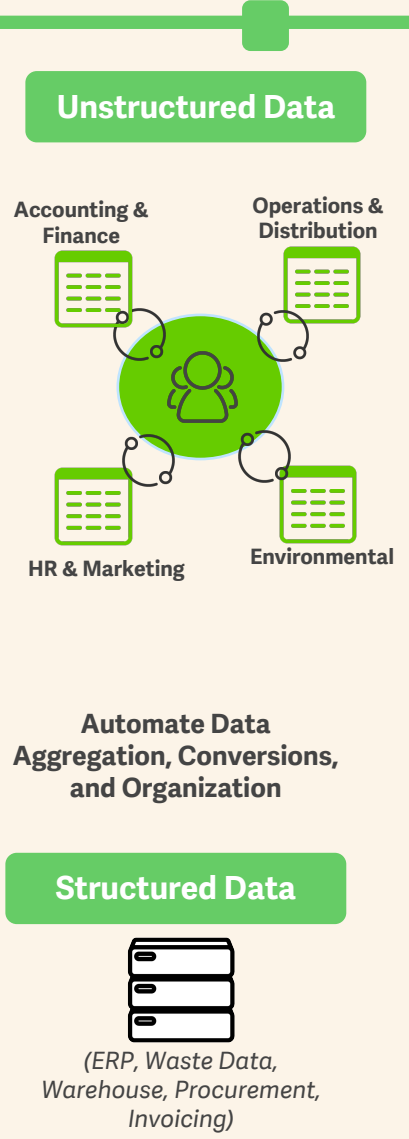 Unstructured Data
Accounting &
Finance
Operations &
Distribution
HR & Marketing
Environmental
Automate Data
Aggregation, Conversions,
and Organization
Structured Data
(ERP, Waste Data,
Warehouse, Procurement,
Invoicing)